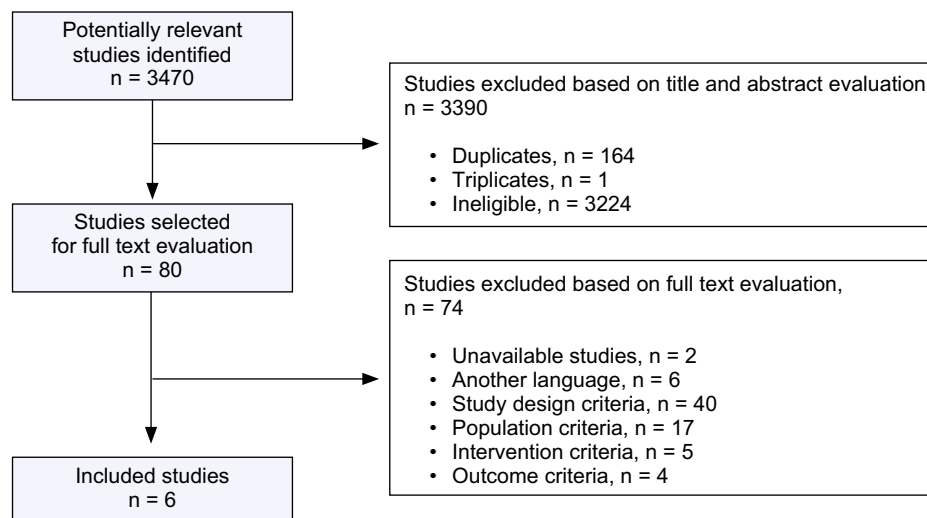 Potentially relevant
studies identified
n = 3470
Studies excluded based on title and abstract evaluation
n = 3390
• Duplicates, n = 164
• Triplicates, n = 1
• Ineligible, n = 3224
Studies selected
for full text evaluation
n = 80
Studies excluded based on full text evaluation,
n = 74
• Unavailable studies, n = 2
• Another language, n = 6
• Study design criteria, n = 40
• Population criteria, n = 17
• Intervention criteria, n = 5
• Outcome criteria, n = 4
Included studies
n = 6